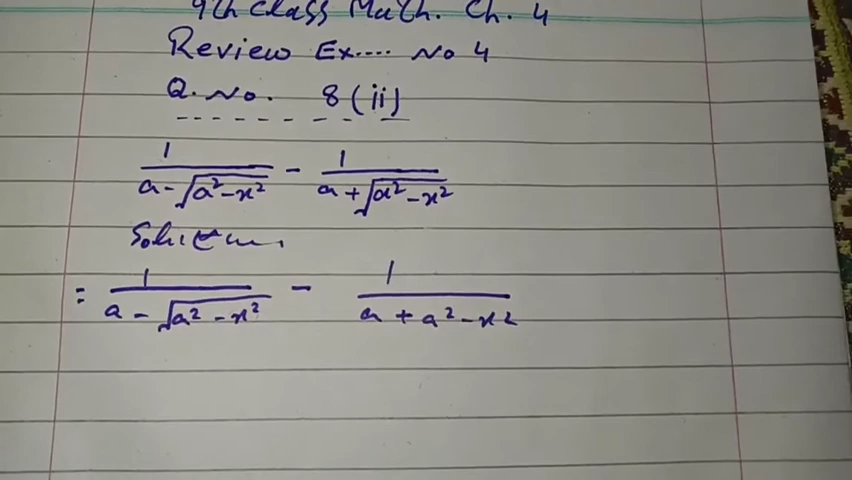 9th Class Math. Ch. 4
Review Ex.... No 4
Q. No. 8 (ii)
1/(a - √(a² - x²)) - 1/(a + √(a² - x²))
Solution
= 1/(a - √(a² - x²)) - 1/(a + a² - x²)